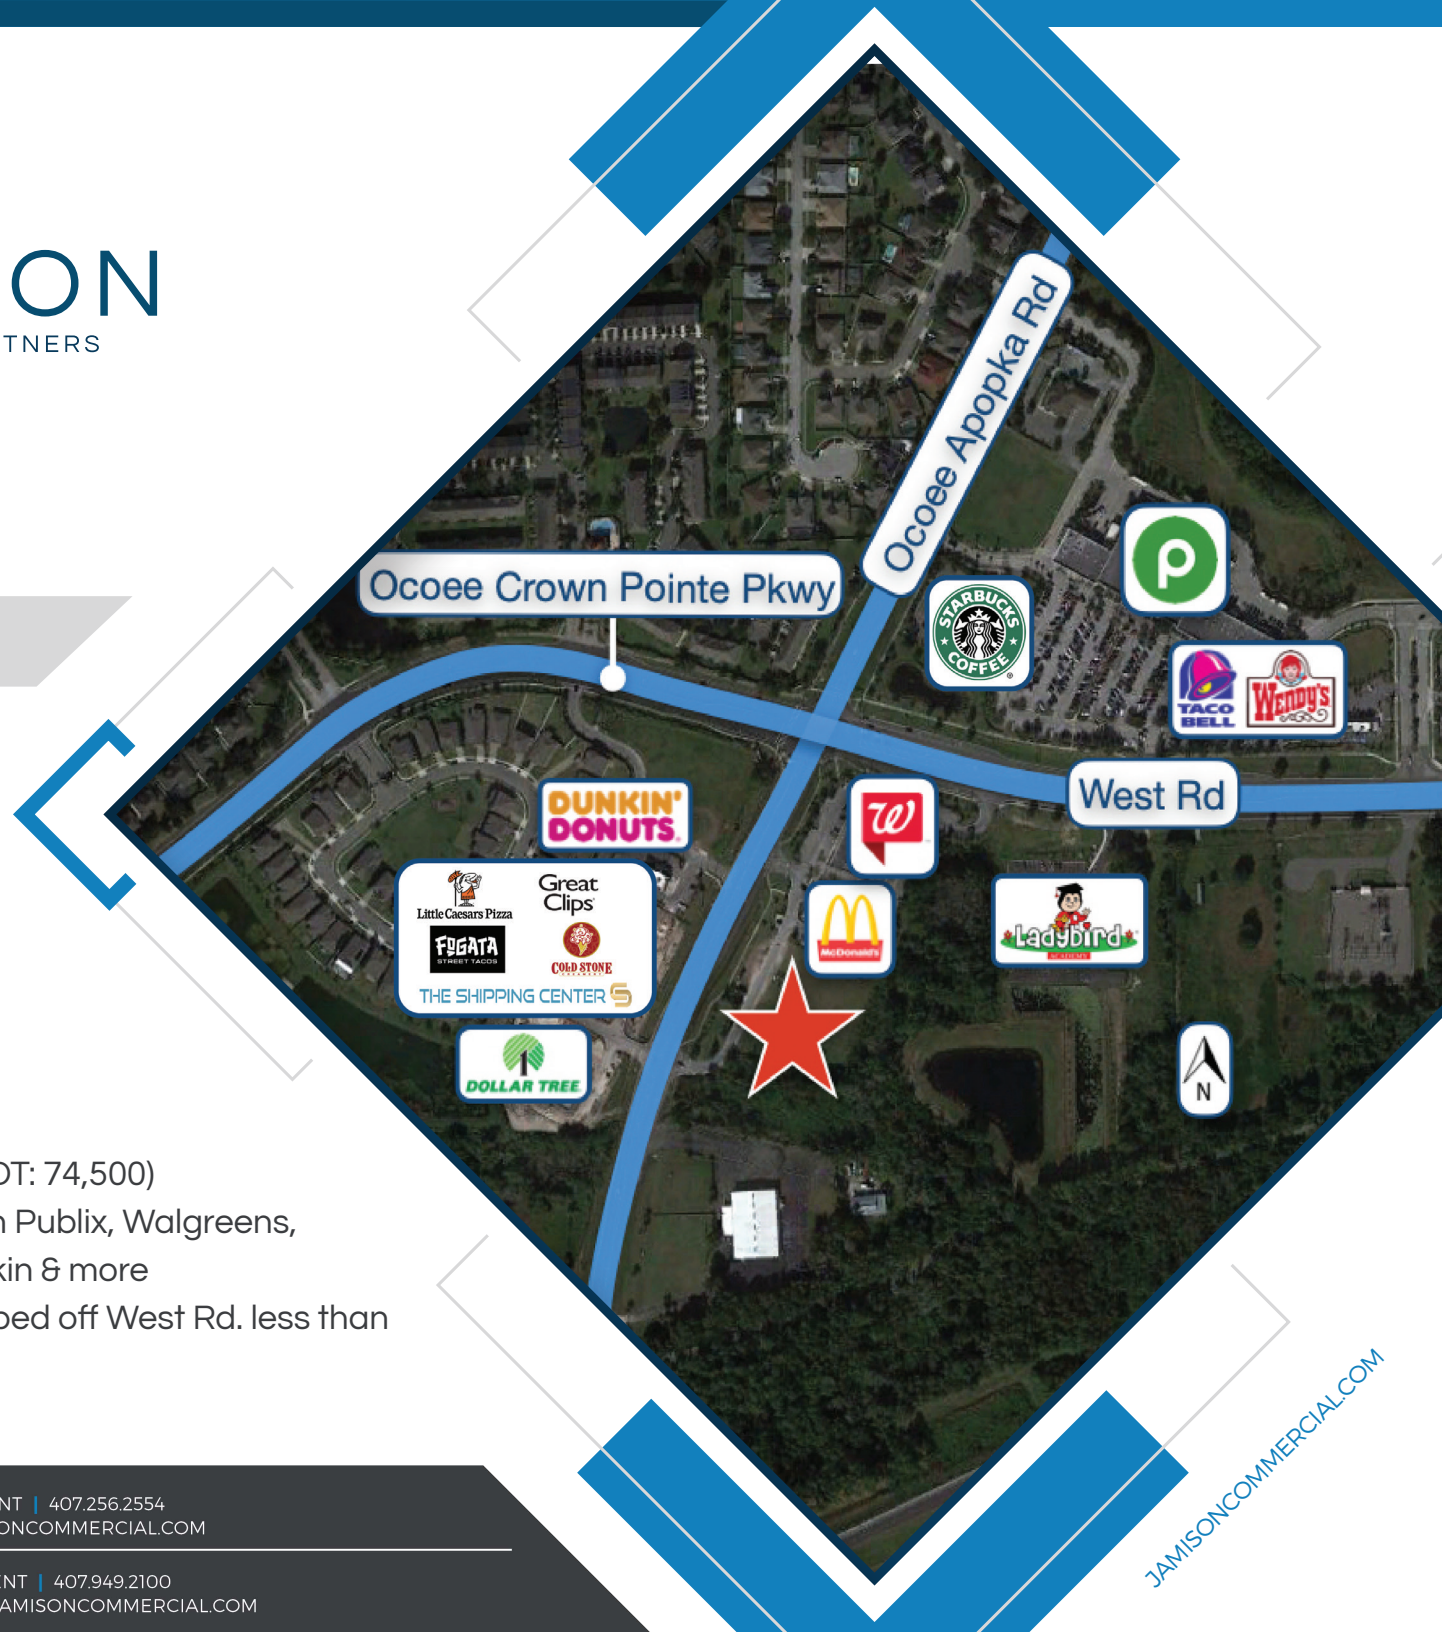 ON
TNERS
Ocoee Apopka Rd
Ocoee Crown Pointe Pkwy
STARBUCKS
COFFEE
P
TACO
BELL
Wendy's
West Rd
DUNKIN'
DONUTS
W
Little Caesars Pizza
Great
Clips
FOGATA
STREET TACOS
COLD STONE
CREAMERY
THE SHIPPING CENTER
McDonald's
Ladybird
ACADEMY
1
DOLLAR TREE
N
OT: 74,500)
n Publix, Walgreens,
kin & more
ped off West Rd. less than
NT | 407.256.2554
ONCOMMERCIAL.COM
ENT | 407.949.2100
AMISONCOMMERCIAL.COM
JAMISONCOMMERCIAL.COM